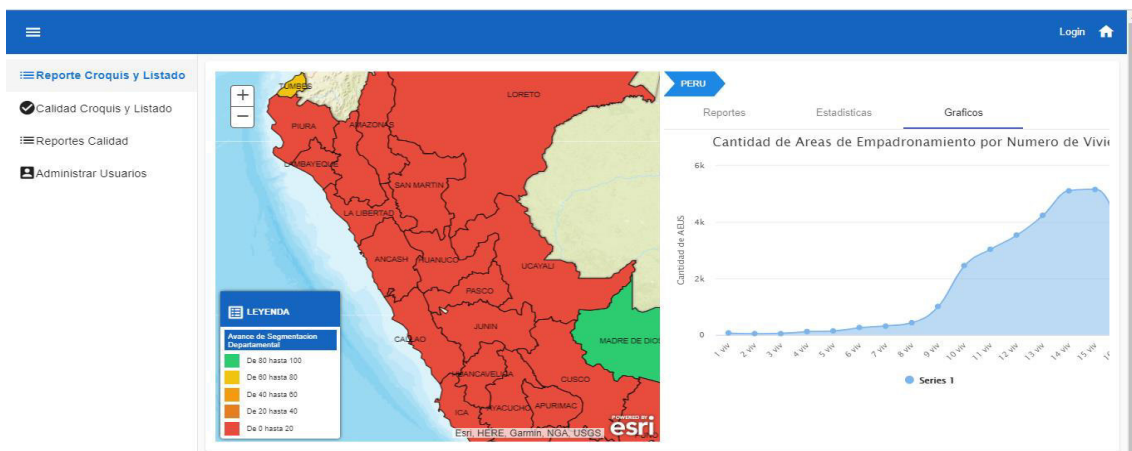 Login
Reporte Croquis y Listado
Calidad Croquis y Listado
Reportes Calidad
Administrar Usuarios
+
−
TUMBES
LORETO
PIURA
AMAZONAS
LAMBAYEQUE
SAN MARTIN
LA LIBERTAD
ANCASH
HUANUCO
UCAYALI
PASCO
JUNIN
CALLAO
MADRE DE DIO
HUANCAVELICA
CUSCO
ICA
AYACUCHO
APURIMAC
LEYENDA
Avance de Segmentacion
Departamental
De 80 hasta 100
De 60 hasta 80
De 40 hasta 60
De 20 hasta 40
De 0 hasta 20
Esri, HERE, Garmin, NGA, USGS
POWERED BY
esri
PERU
Reportes
Estadisticas
Graficos
Cantidad de Areas de Empadronamiento por Numero de Vivie
Cantidad de AEUS
6k
4k
2k
0
1 viv
2 viv
3 viv
4 viv
5 viv
6 viv
7 viv
8 viv
9 viv
10 viv
11 viv
12 viv
13 viv
14 viv
15 viv
Series 1